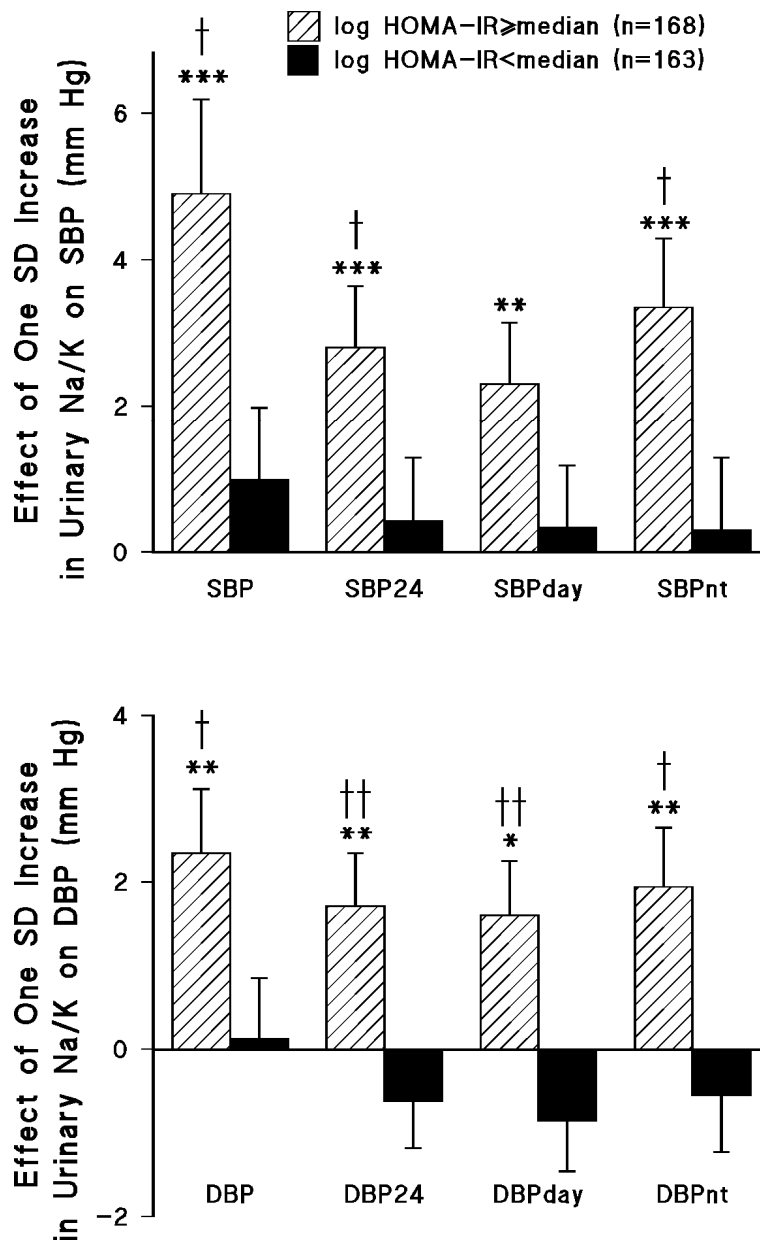 log HOMA-IR⩾median (n=168)
log HOMA-IR<median (n=163)
Effect of One SD Increase
in Urinary Na/K on SBP (mm Hg)
6
4
2
0
†
***
†
***
**
†
***
SBP SBP24 SBPday SBPnt
Effect of One SD Increase
in Urinary Na/K on DBP (mm Hg)
4
2
0
−2
†
**
††
**
††
*
†
**
DBP DBP24 DBPday DBPnt